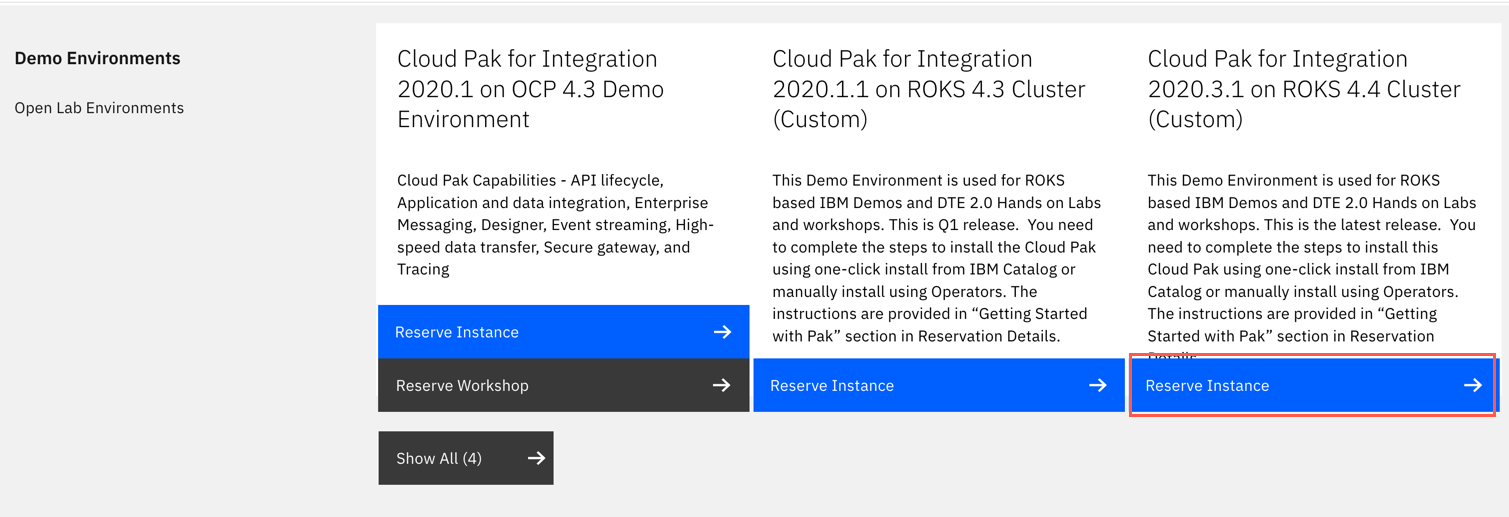 Demo Environments
Open Lab Environments
Cloud Pak for Integration
2020.1 on OCP 4.3 Demo
Environment
Cloud Pak Capabilities - API lifecycle,
Application and data integration, Enterprise
Messaging, Designer, Event streaming, High-
speed data transfer, Secure gateway, and
Tracing
Reserve Instance
Reserve Workshop
Cloud Pak for Integration
2020.1.1 on ROKS 4.3 Cluster
(Custom)
This Demo Environment is used for ROKS
based IBM Demos and DTE 2.0 Hands on Labs
and workshops. This is Q1 release.  You need
to complete the steps to install the Cloud Pak
using one-click install from IBM Catalog or
manually install using Operators. The
instructions are provided in “Getting Started
with Pak” section in Reservation Details.
Reserve Instance
Cloud Pak for Integration
2020.3.1 on ROKS 4.4 Cluster
(Custom)
This Demo Environment is used for ROKS
based IBM Demos and DTE 2.0 Hands on Labs
and workshops. This is the latest release.  You
need to complete the steps to install this
Cloud Pak using one-click install from IBM
Catalog or manually install using Operators.
The instructions are provided in “Getting
Started with Pak” section in Reservation
Details.
Reserve Instance
Show All (4)